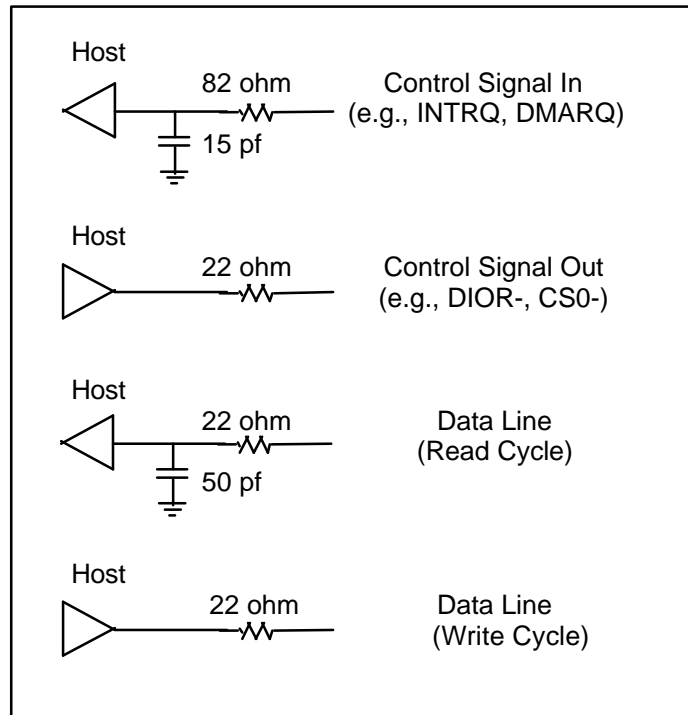 Host
82 ohm
Control Signal In
(e.g., INTRQ, DMARQ)
15 pf
Host
22 ohm
Control Signal Out
(e.g., DIOR-, CS0-)
Host
22 ohm
Data Line
(Read Cycle)
50 pf
Host
22 ohm
Data Line
(Write Cycle)